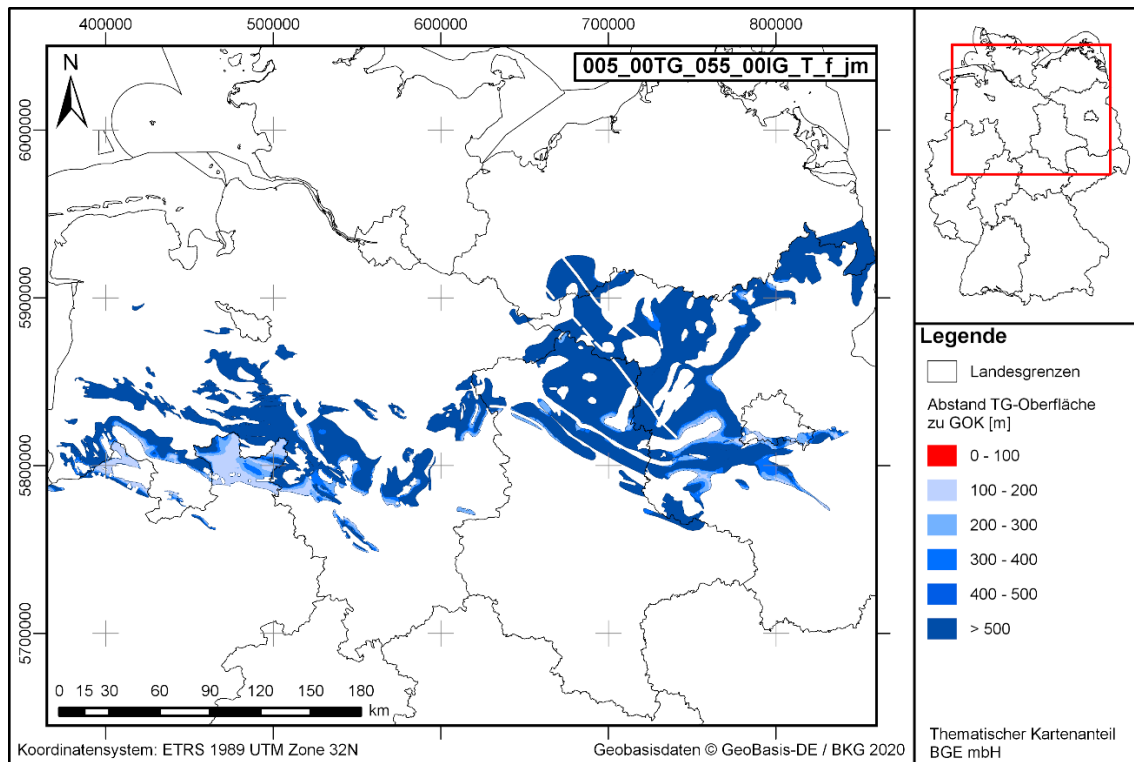 400000 500000 600000 700000 800000
005_00TG_055_00IG_T_f_jm
N
6000000
5900000
5800000
5700000
0 15 30 60 90 120 150 180
km
Koordinatensystem: ETRS 1989 UTM Zone 32N
Geobasisdaten © GeoBasis-DE / BKG 2020
Legende
Landesgrenzen
Abstand TG-Oberfläche
zu GOK [m]
0 - 100
100 - 200
200 - 300
300 - 400
400 - 500
> 500
Thematischer Kartenanteil
BGE mbH